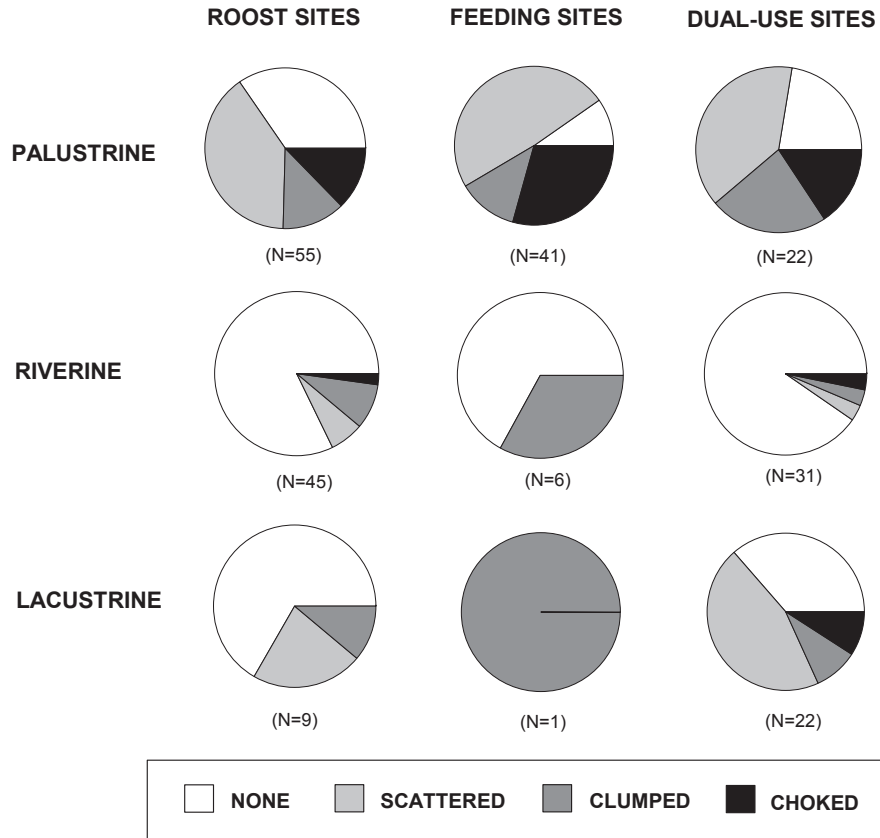 ROOST SITES FEEDING SITES DUAL-USE SITES
PALUSTRINE
(N=55) (N=41) (N=22)
RIVERINE
(N=45) (N=6) (N=31)
LACUSTRINE
(N=9) (N=1) (N=22)
NONE SCATTERED CLUMPED CHOKED